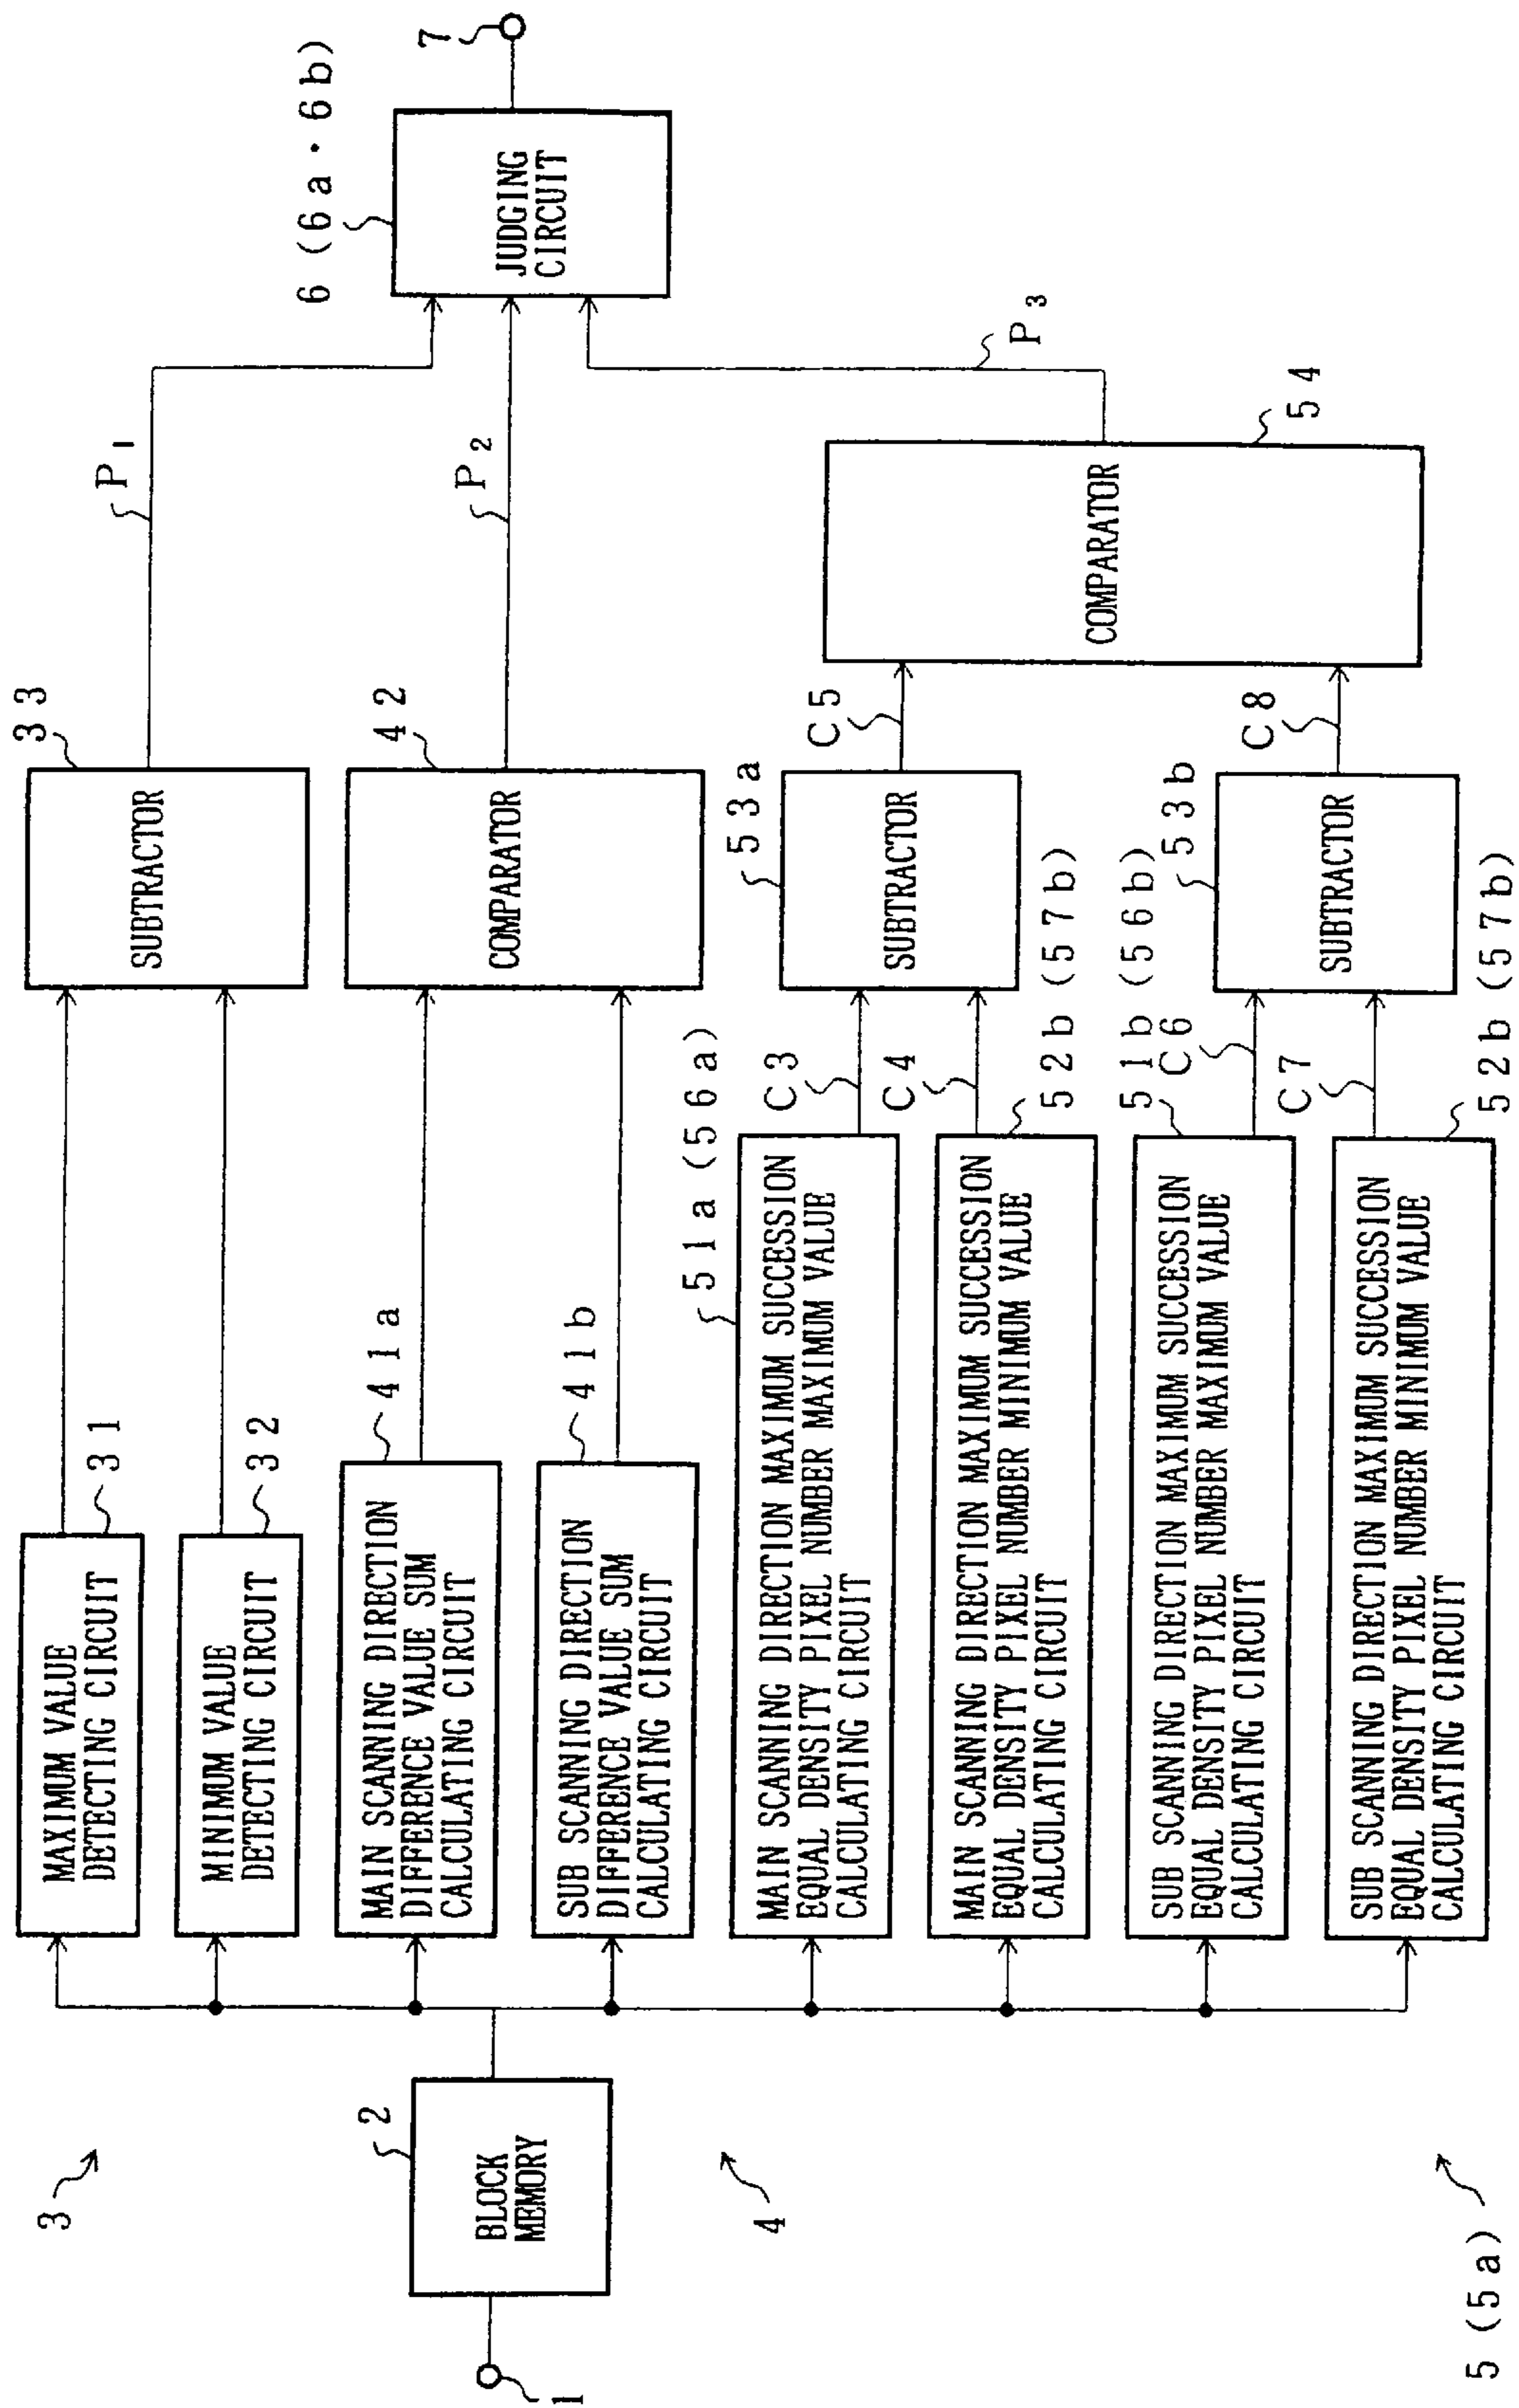 3
1
2
BLOCK
MEMORY
4
5 (5a)
MAXIMUM VALUE
DETECTING CIRCUIT
31
MINIMUM VALUE
DETECTING CIRCUIT
32
MAIN SCANNING DIRECTION
DIFFERENCE VALUE SUM
CALCULATING CIRCUIT
41a
SUB SCANNING DIRECTION
DIFFERENCE VALUE SUM
CALCULATING CIRCUIT
41b
MAIN SCANNING DIRECTION MAXIMUM SUCCESSION
EQUAL DENSITY PIXEL NUMBER MAXIMUM VALUE
CALCULATING CIRCUIT
51a (56a)
MAIN SCANNING DIRECTION MAXIMUM SUCCESSION
EQUAL DENSITY PIXEL NUMBER MINIMUM VALUE
CALCULATING CIRCUIT
52b (57b)
SUB SCANNING DIRECTION MAXIMUM SUCCESSION
EQUAL DENSITY PIXEL NUMBER MAXIMUM VALUE
CALCULATING CIRCUIT
51b (56b)
SUB SCANNING DIRECTION MAXIMUM SUCCESSION
EQUAL DENSITY PIXEL NUMBER MINIMUM VALUE
CALCULATING CIRCUIT
52b (57b)
C3
C4
C6
C7
SUBTRACTOR
33
COMPARATOR
42
SUBTRACTOR
53a
SUBTRACTOR
53b
C5
C8
COMPARATOR
54
P1
P2
P3
JUDGING
CIRCUIT
6 (6a・6b)
7